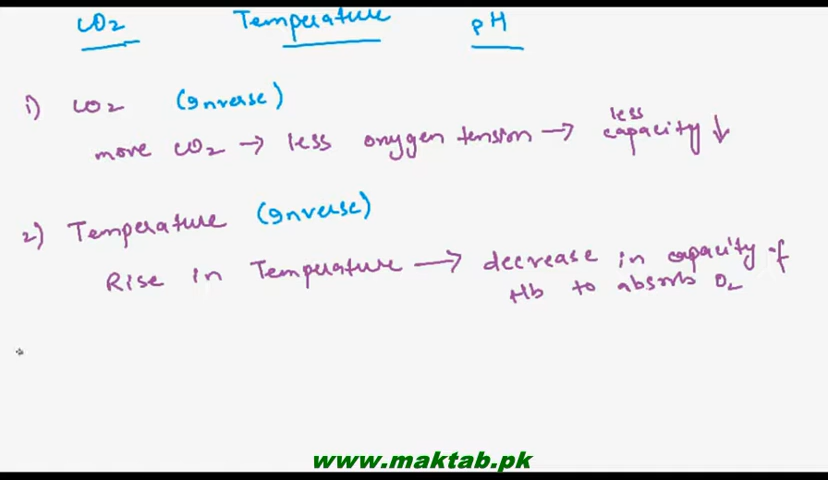 CO2 Temperature pH
1) CO2 (Inverse)
more CO2 → less oxygen tension → less capacity ↓
2) Temperature (Inverse)
Rise in Temperature → decrease in capacity of
Hb to absorb O2
www.maktab.pk